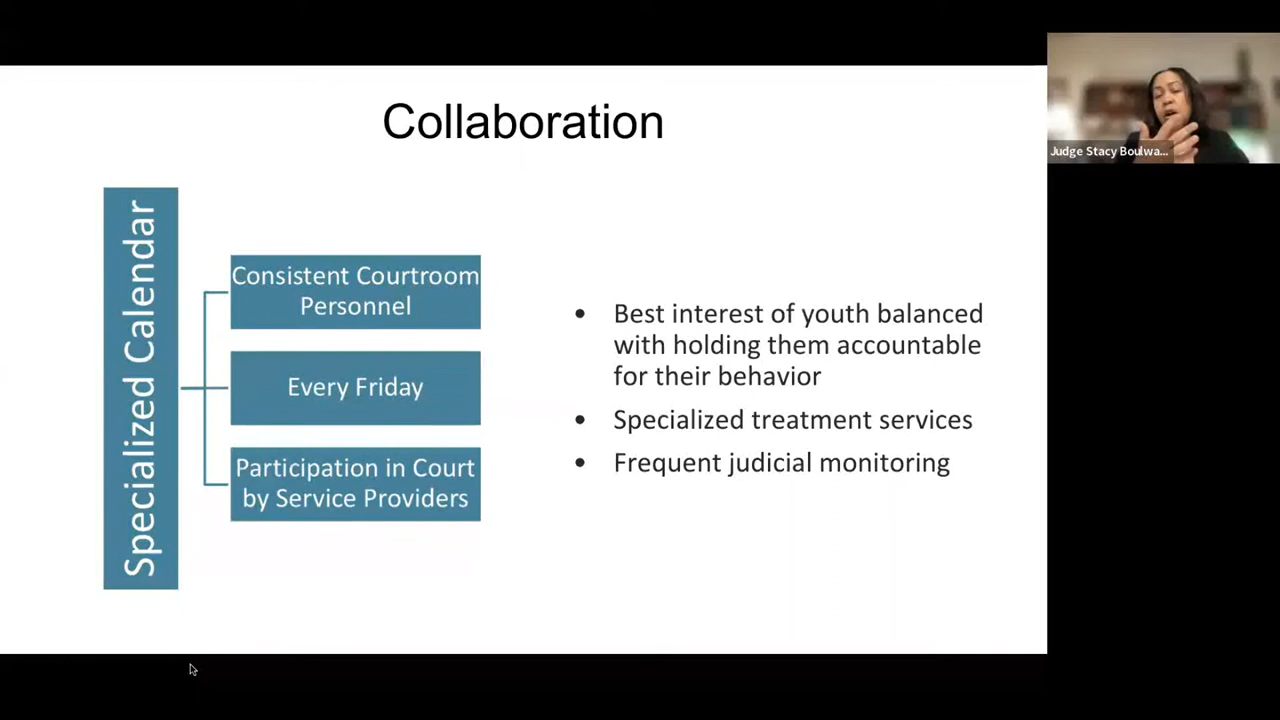 Collaboration
Judge Stacy Boulwa...
Specialized Calendar
Consistent Courtroom
Personnel
Every Friday
Participation in Court
by Service Providers
• Best interest of youth balanced
with holding them accountable
for their behavior
• Specialized treatment services
• Frequent judicial monitoring